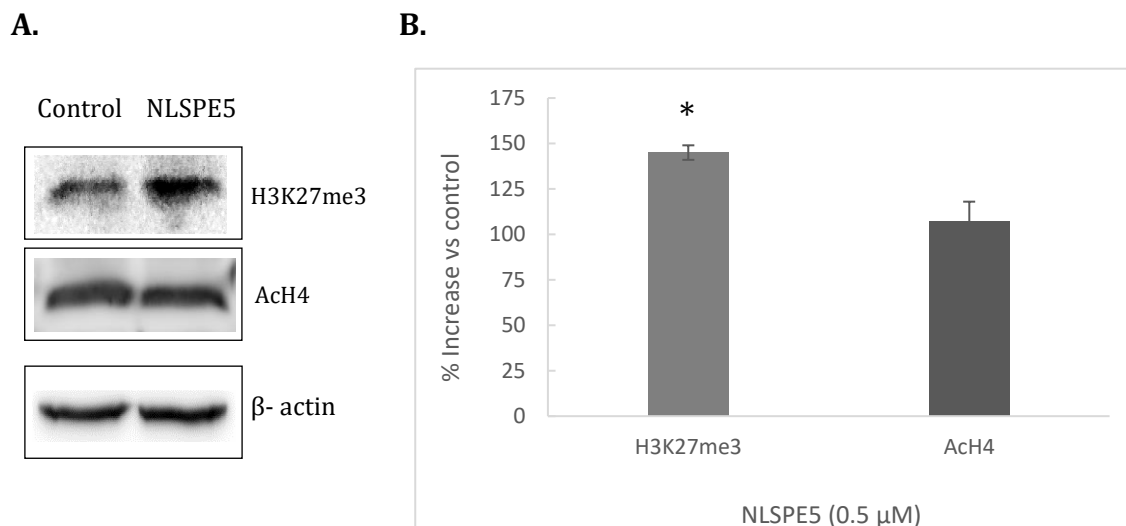 A.
Control NLSPE5
H3K27me3
AcH4
β- actin
B.
% Increase vs control
175
150
125
100
75
50
25
0
*
H3K27me3 AcH4
NLSPE5 (0.5 μM)